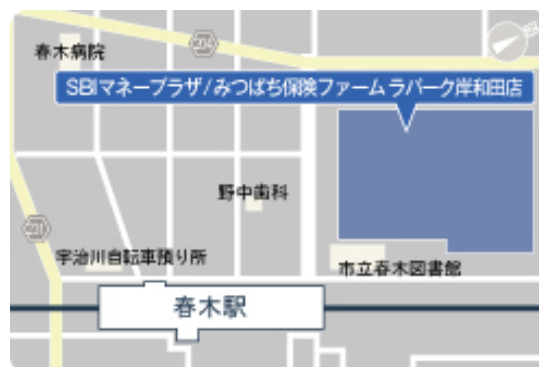 春木病院
SBIマネープラザ/みつばち保険ファーム ラパーク岸和田店
野中歯科
宇治川自転車預り所
市立春木図書館
春木駅